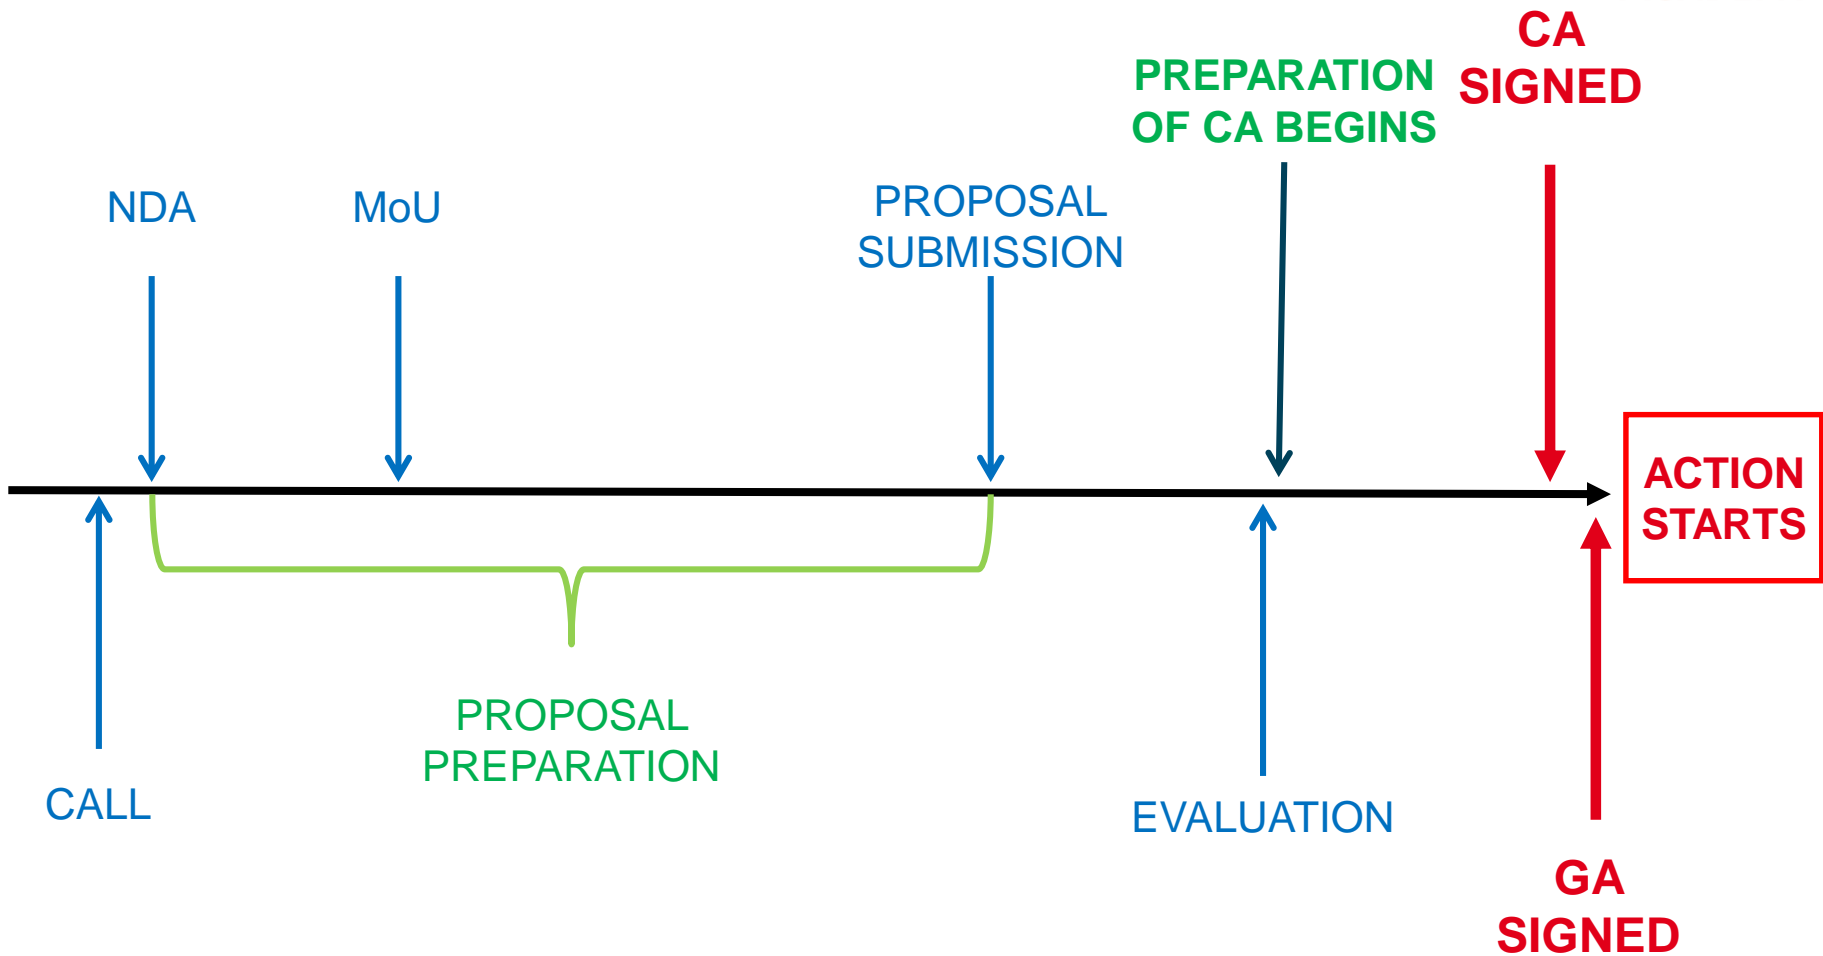 CA
SIGNED
PREPARATION
OF CA BEGINS
NDA
MoU
PROPOSAL
SUBMISSION
ACTION
STARTS
PROPOSAL
PREPARATION
CALL
EVALUATION
GA
SIGNED